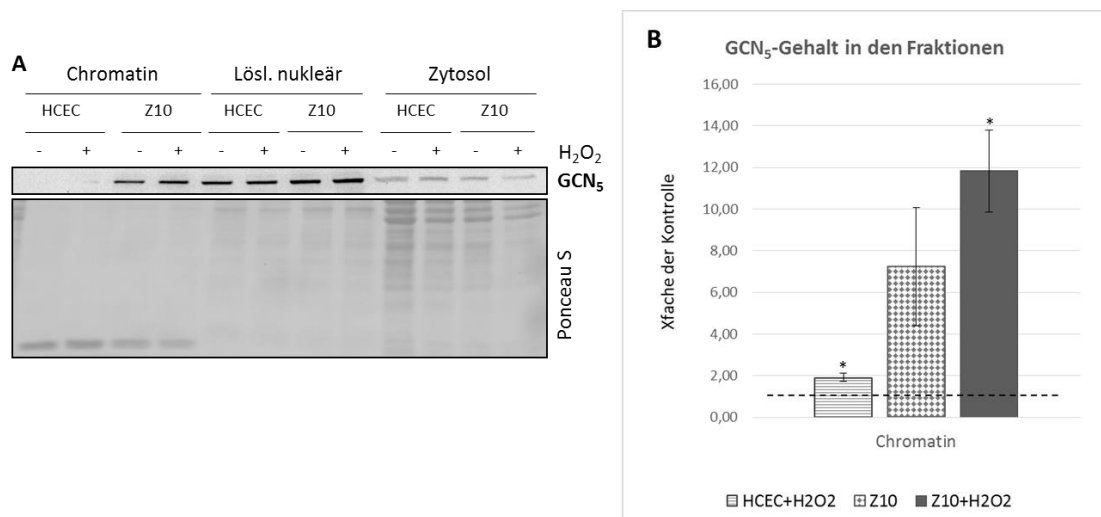 A
Chromatin Lösl. nukleär Zytosol
HCEC Z10 HCEC Z10 HCEC Z10
- + - + - + - + - + - + H₂O₂
GCN₅
Ponceau S
B
GCN₅-Gehalt in den Fraktionen
Xfache der Kontrolle
16,00
14,00
12,00
10,00
8,00
6,00
4,00
2,00
0,00
* *
Chromatin
HCEC+H2O2 Z10 Z10+H2O2